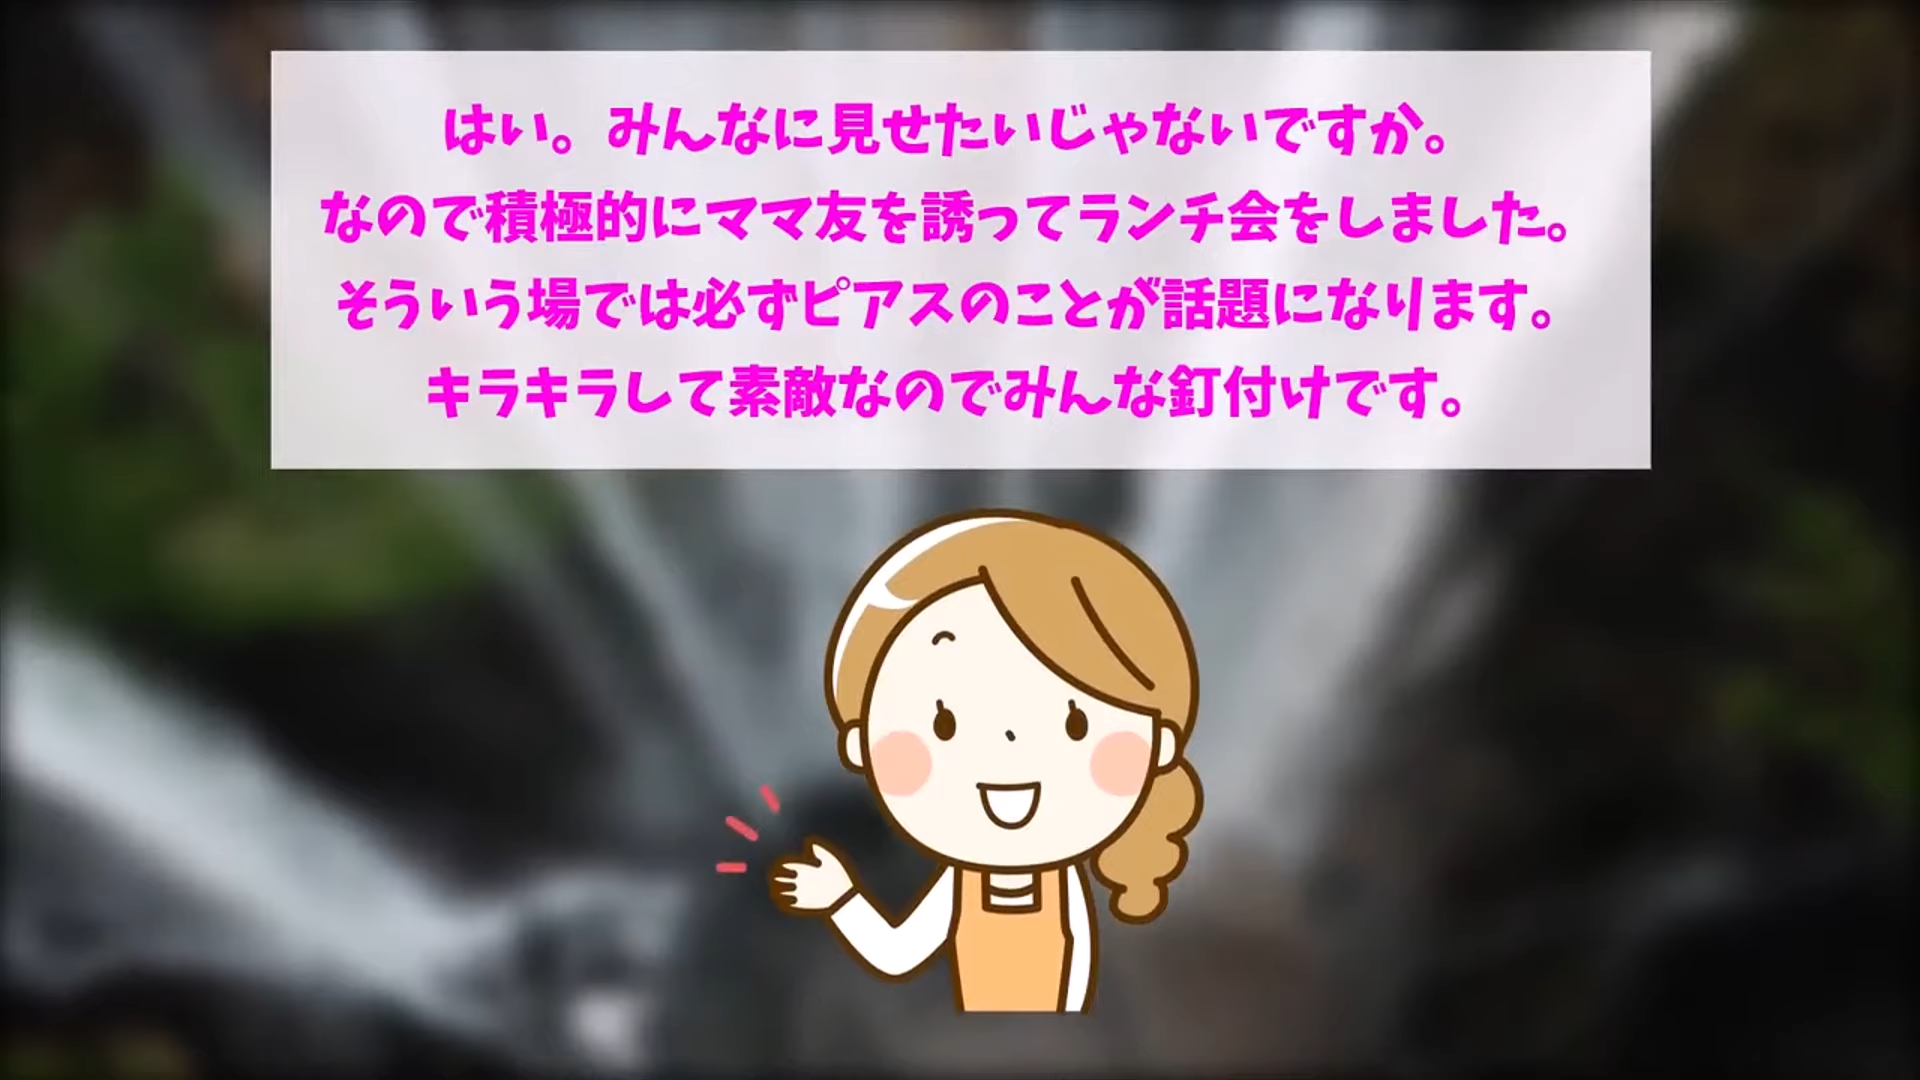 はい。みんなに見せたいじゃないですか。
なので積極的にママ友を誘ってランチ会をしました。
そういう場では必ずピアスのことが話題になります。
キラキラして素敵なのでみんな釘付けです。